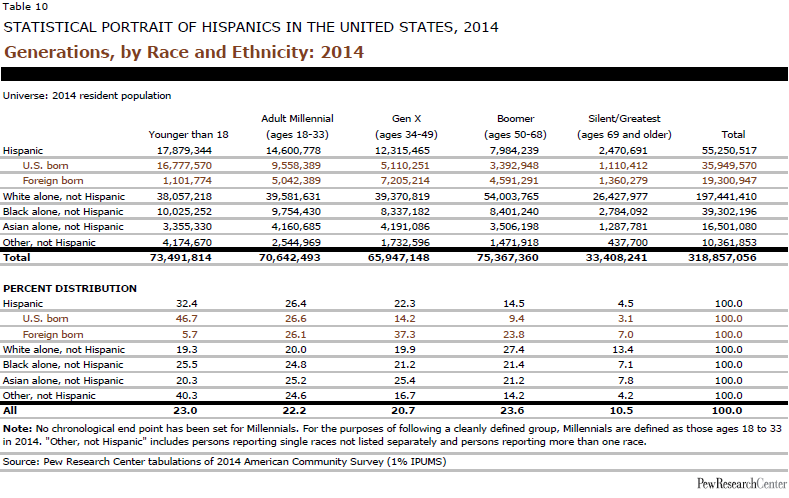 Table 10
STATISTICAL PORTRAIT OF HISPANICS IN THE UNITED STATES, 2014
Generations, by Race and Ethnicity: 2014
Universe: 2014 resident population
Adult Millennial Gen X Boomer Silent/Greatest
Younger than 18 (ages 18-33) (ages 34-49) (ages 50-68) (ages 69 and older) Total
Hispanic 17,879,344 14,600,778 12,315,465 7,984,239 2,470,691 55,250,517
U.S. born 16,777,570 9,558,389 5,110,251 3,392,948 1,110,412 35,949,570
Foreign born 1,101,774 5,042,389 7,205,214 4,591,291 1,360,279 19,300,947
White alone, not Hispanic 38,057,218 39,581,631 39,370,819 54,003,765 26,427,977 197,441,410
Black alone, not Hispanic 10,025,252 9,754,430 8,337,182 8,401,240 2,784,092 39,302,196
Asian alone, not Hispanic 3,355,330 4,160,685 4,191,086 3,506,198 1,287,781 16,501,080
Other, not Hispanic 4,174,670 2,544,969 1,732,596 1,471,918 437,700 10,361,853
Total 73,491,814 70,642,493 65,947,148 75,367,360 33,408,241 318,857,056
PERCENT DISTRIBUTION
Hispanic 32.4 26.4 22.3 14.5 4.5 100.0
U.S. born 46.7 26.6 14.2 9.4 3.1 100.0
Foreign born 5.7 26.1 37.3 23.8 7.0 100.0
White alone, not Hispanic 19.3 20.0 19.9 27.4 13.4 100.0
Black alone, not Hispanic 25.5 24.8 21.2 21.4 7.1 100.0
Asian alone, not Hispanic 20.3 25.2 25.4 21.2 7.8 100.0
Other, not Hispanic 40.3 24.6 16.7 14.2 4.2 100.0
All 23.0 22.2 20.7 23.6 10.5 100.0
Note: No chronological end point has been set for Millennials. For the purposes of following a cleanly defined group, Millennials are defined as those ages 18 to 33
in 2014. "Other, not Hispanic" includes persons reporting single races not listed separately and persons reporting more than one race.
Source: Pew Research Center tabulations of 2014 American Community Survey (1% IPUMS)
PewResearchCenter